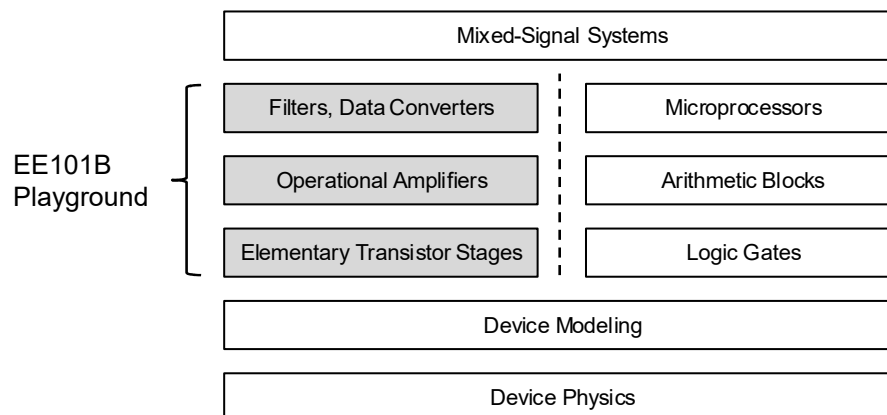 Mixed-Signal Systems
EE101B
Playground
Filters, Data Converters
Microprocessors
Operational Amplifiers
Arithmetic Blocks
Elementary Transistor Stages
Logic Gates
Device Modeling
Device Physics